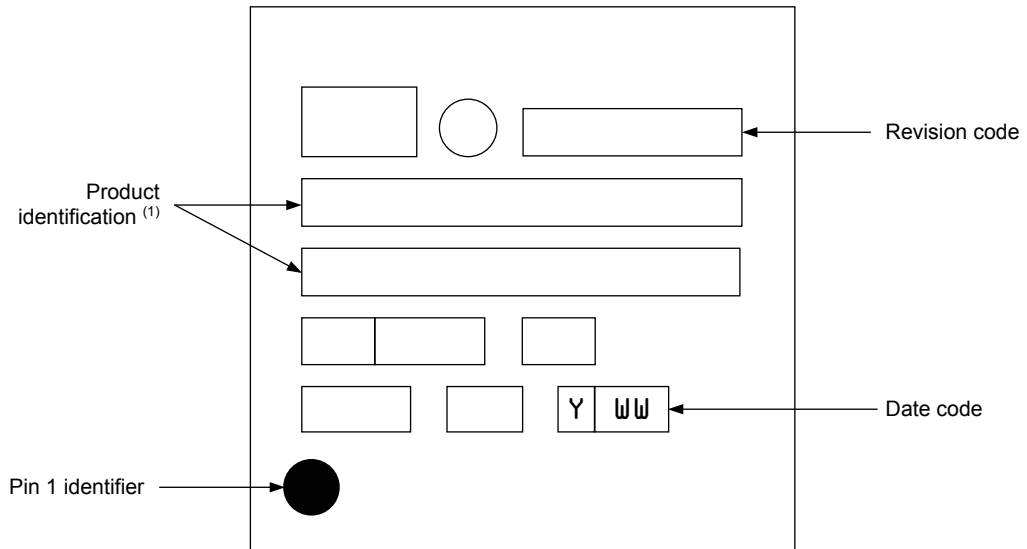 Revision code
Product
identification (1)
Y WW
Date code
Pin 1 identifier